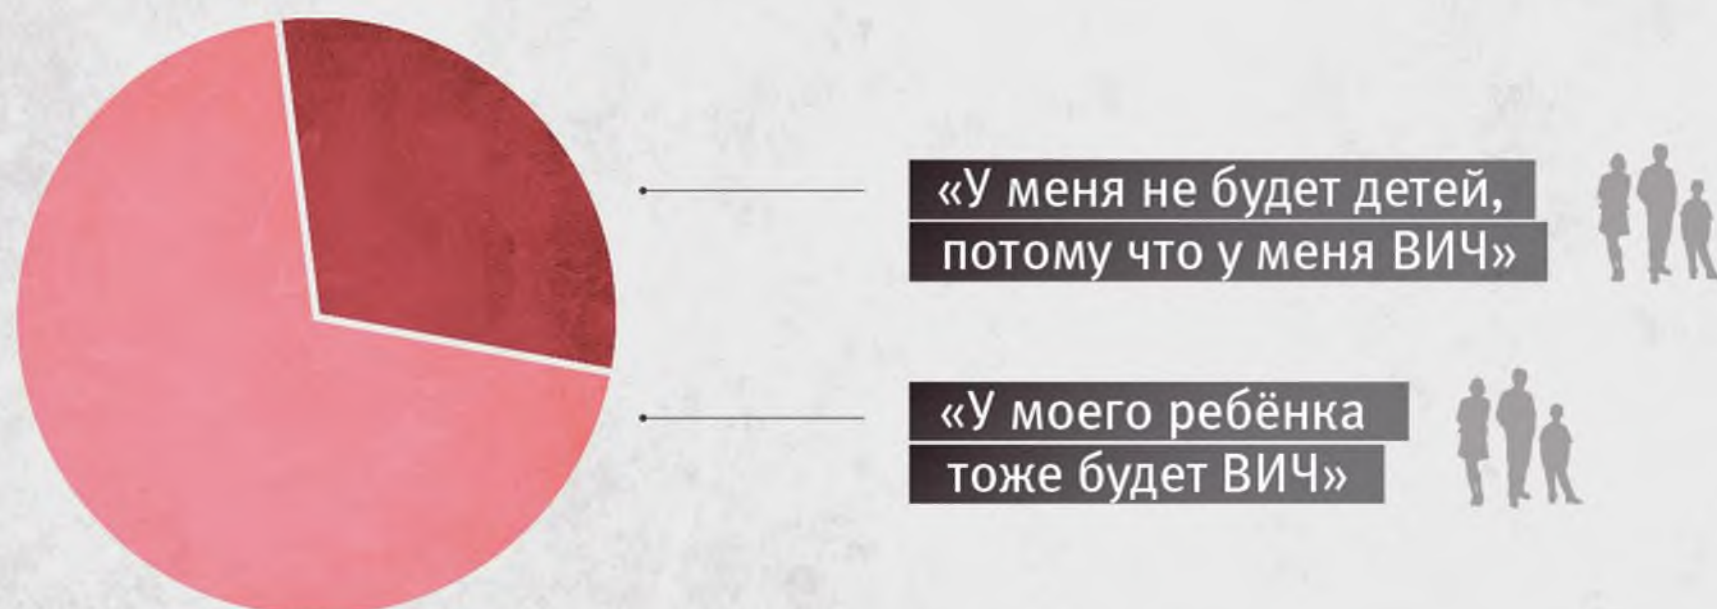 «У меня не будет детей,
потому что у меня ВИЧ»
«У моего ребёнка
тоже будет ВИЧ»